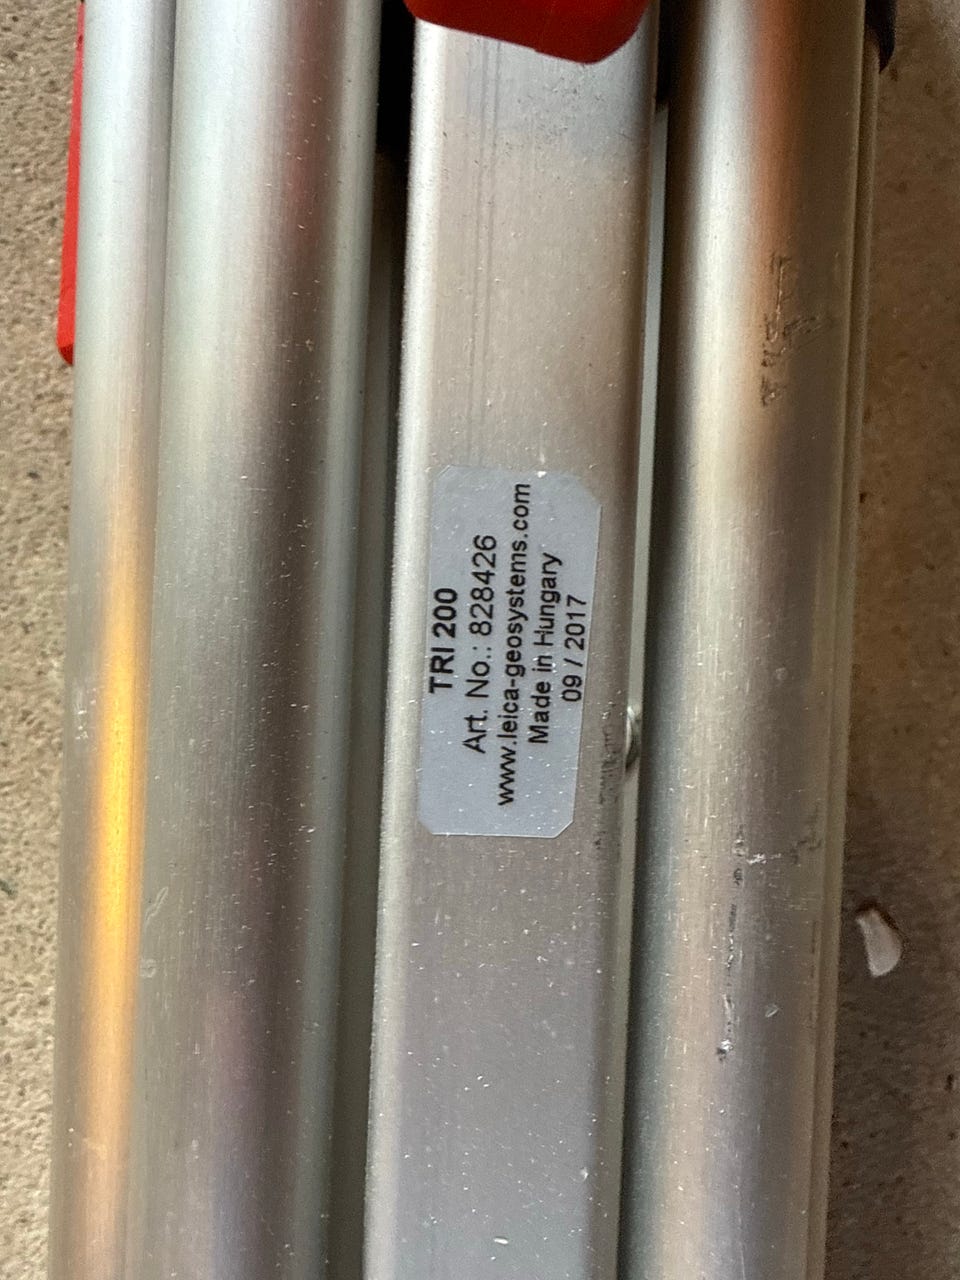 TRI 200
Art. No.: 828426
www.leica-geosystems.com
Made in Hungary
09 / 2017